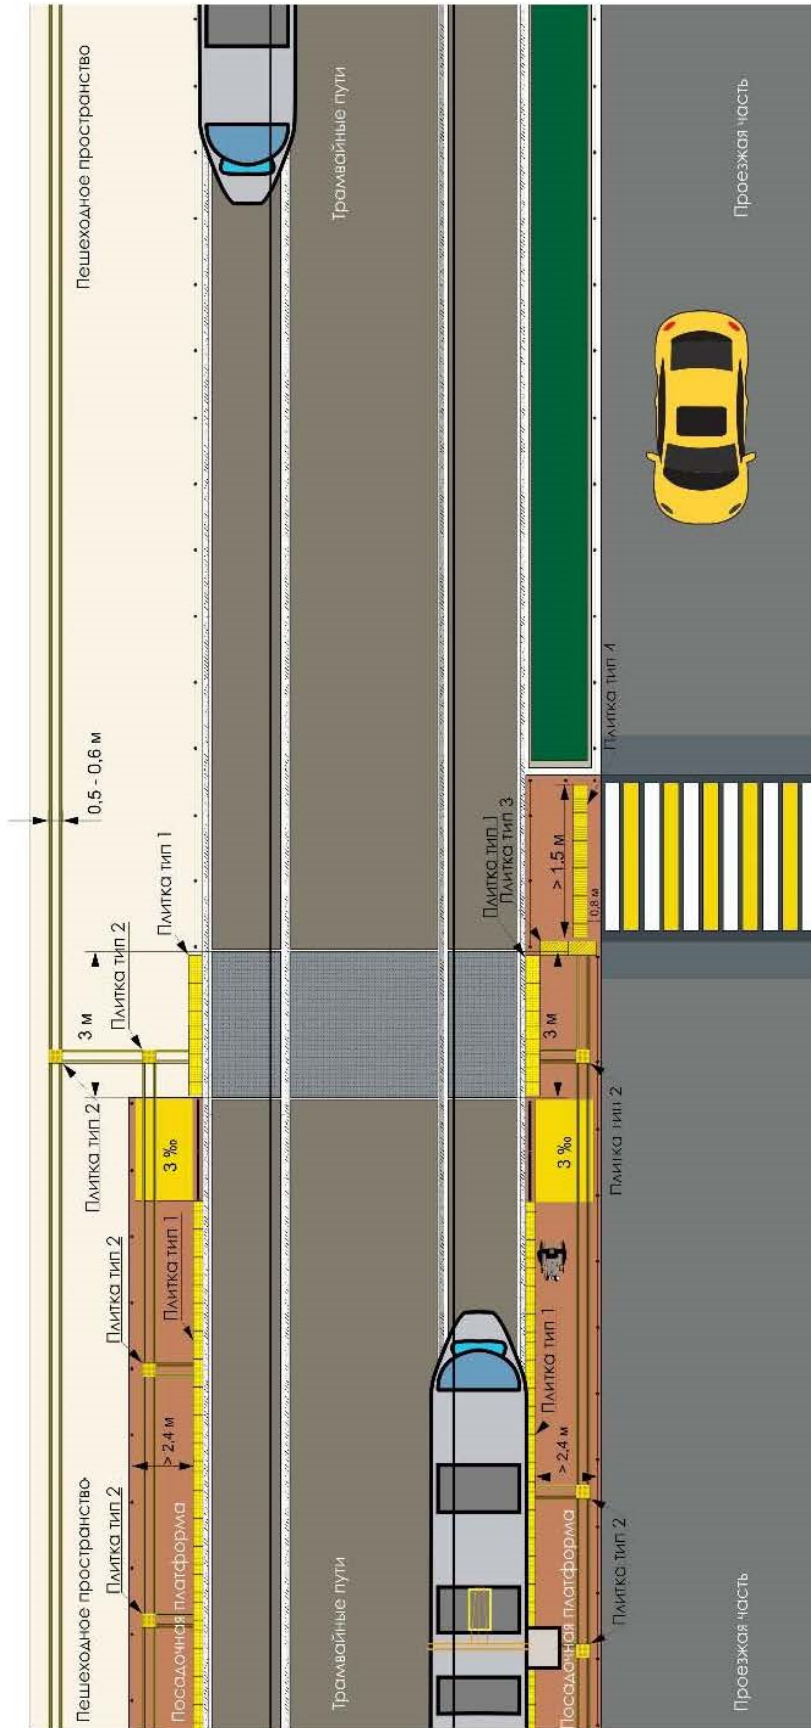 Пешеходное пространство
Трамвайные пути
Проезжая часть
0,5 - 0,6 м
Плитка тип 4
Плитка тип 1
Плитка тип 1
Плитка тип 3
> 1,5 м
0,8 м
Плитка тип 2
3 м
3 м
Плитка тип 2
Плитка тип 2
3 ‰
3 ‰
Плитка тип 2
Плитка тип 1
Плитка тип 1
> 2,4 м
> 2,4 м
Плитка тип 2
Плитка тип 2
Пешеходное пространство
Посадочная платформа
Трамвайные пути
Посадочная платформа
Проезжая часть